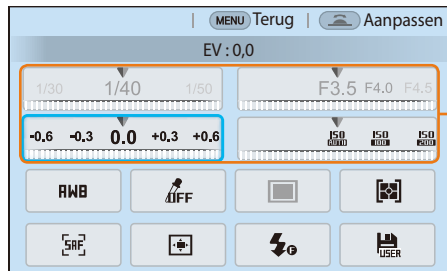 MENU Terug | Aanpassen
EV : 0,0
1/30 1/40 1/50 F3.5 F4.0 F4.5
-0.6 -0.3 0.0 +0.3 +0.6 ISO AUTO ISO 100 ISO 200
AWB OFF
SAF USER